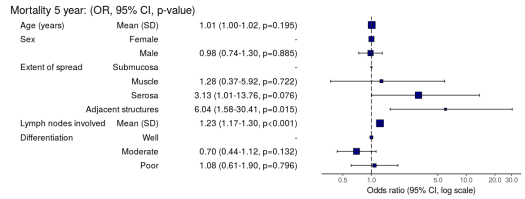 Mortality 5 year: (OR, 95% CI, p-value)
Age (years) Mean (SD) 1.01 (1.00-1.02, p=0.195)
Sex Female -
Male 0.98 (0.74-1.30, p=0.885)
Extent of spread Submucosa -
Muscle 1.28 (0.37-5.92, p=0.722)
Serosa 3.13 (1.01-13.76, p=0.076)
Adjacent structures 6.04 (1.58-30.41, p=0.015)
Lymph nodes involved Mean (SD) 1.23 (1.17-1.30, p<0.001)
Differentiation Well -
Moderate 0.70 (0.44-1.12, p=0.132)
Poor 1.08 (0.61-1.90, p=0.796)
0.5 1.0 5.0 10.0 20.0 30.0
Odds ratio (95% CI, log scale)